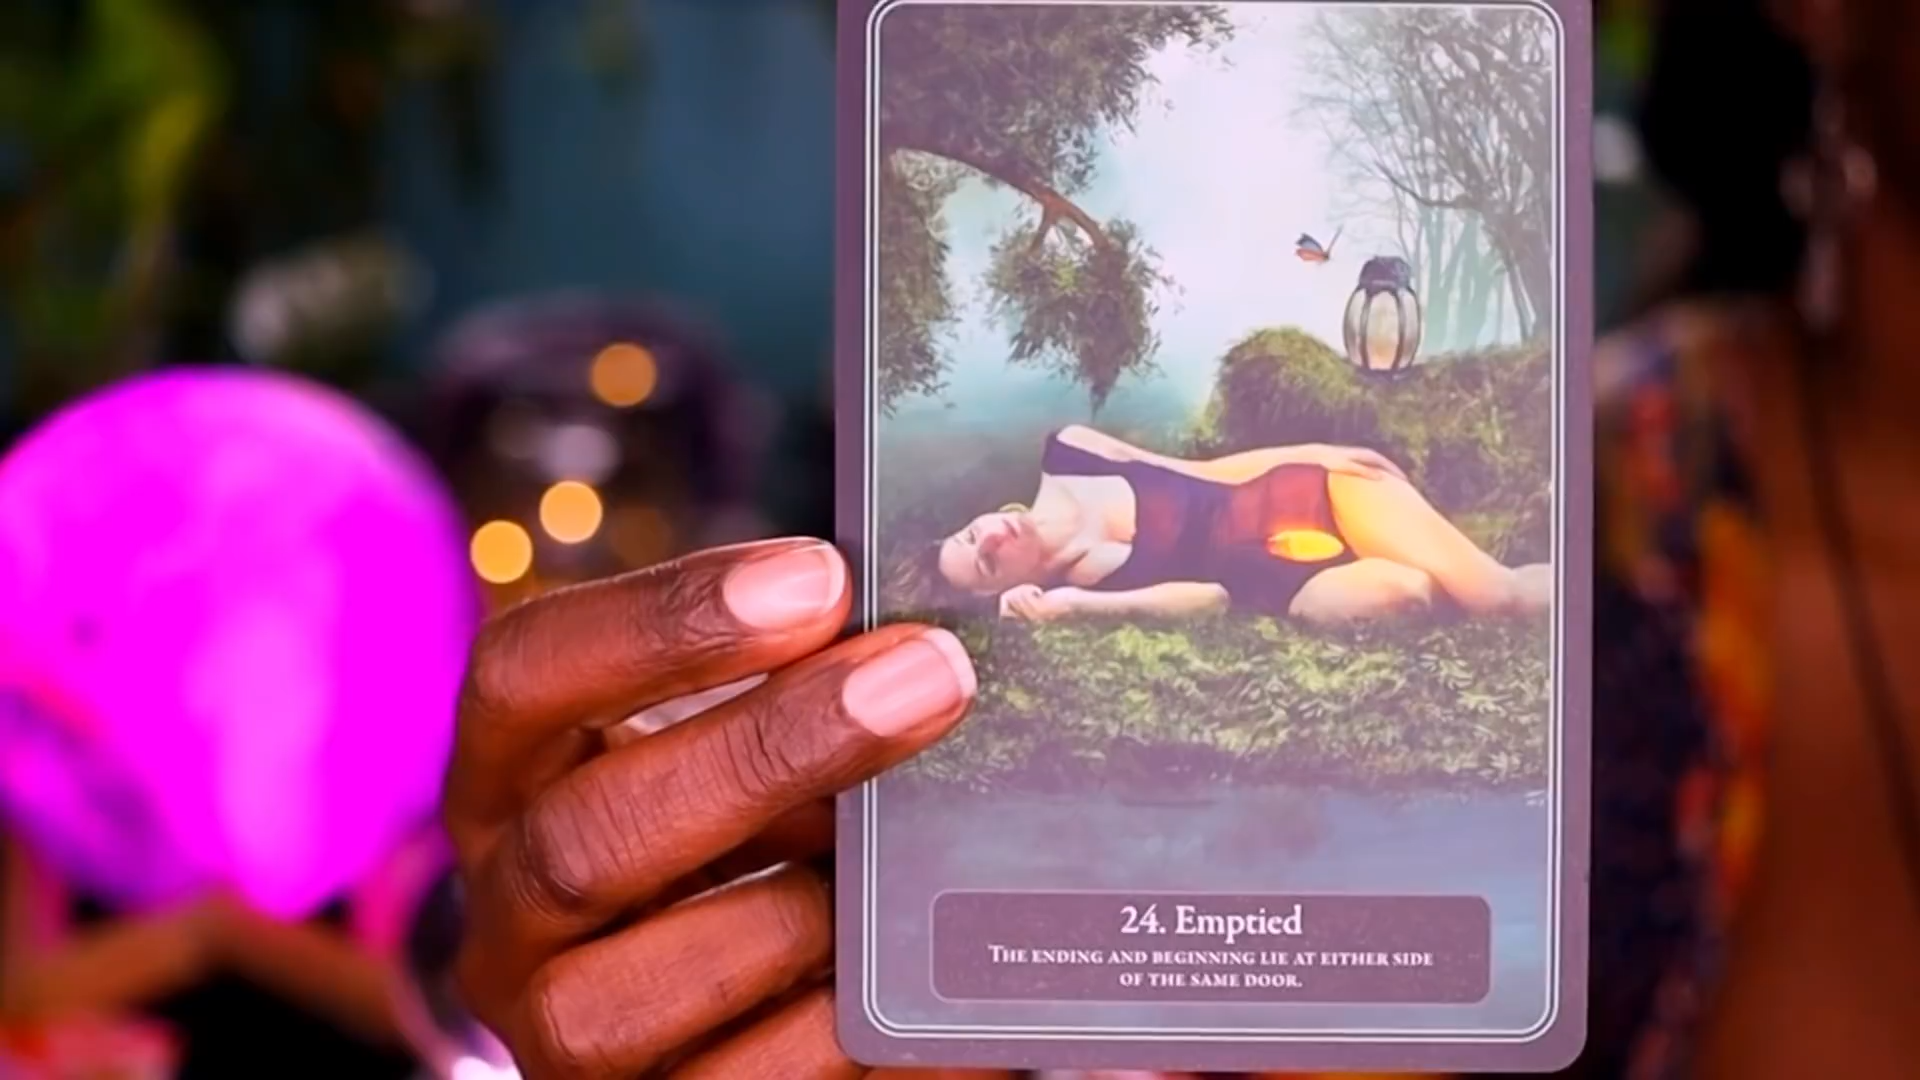 24. Emptied
The ending and beginning lie at either side
of the same door.